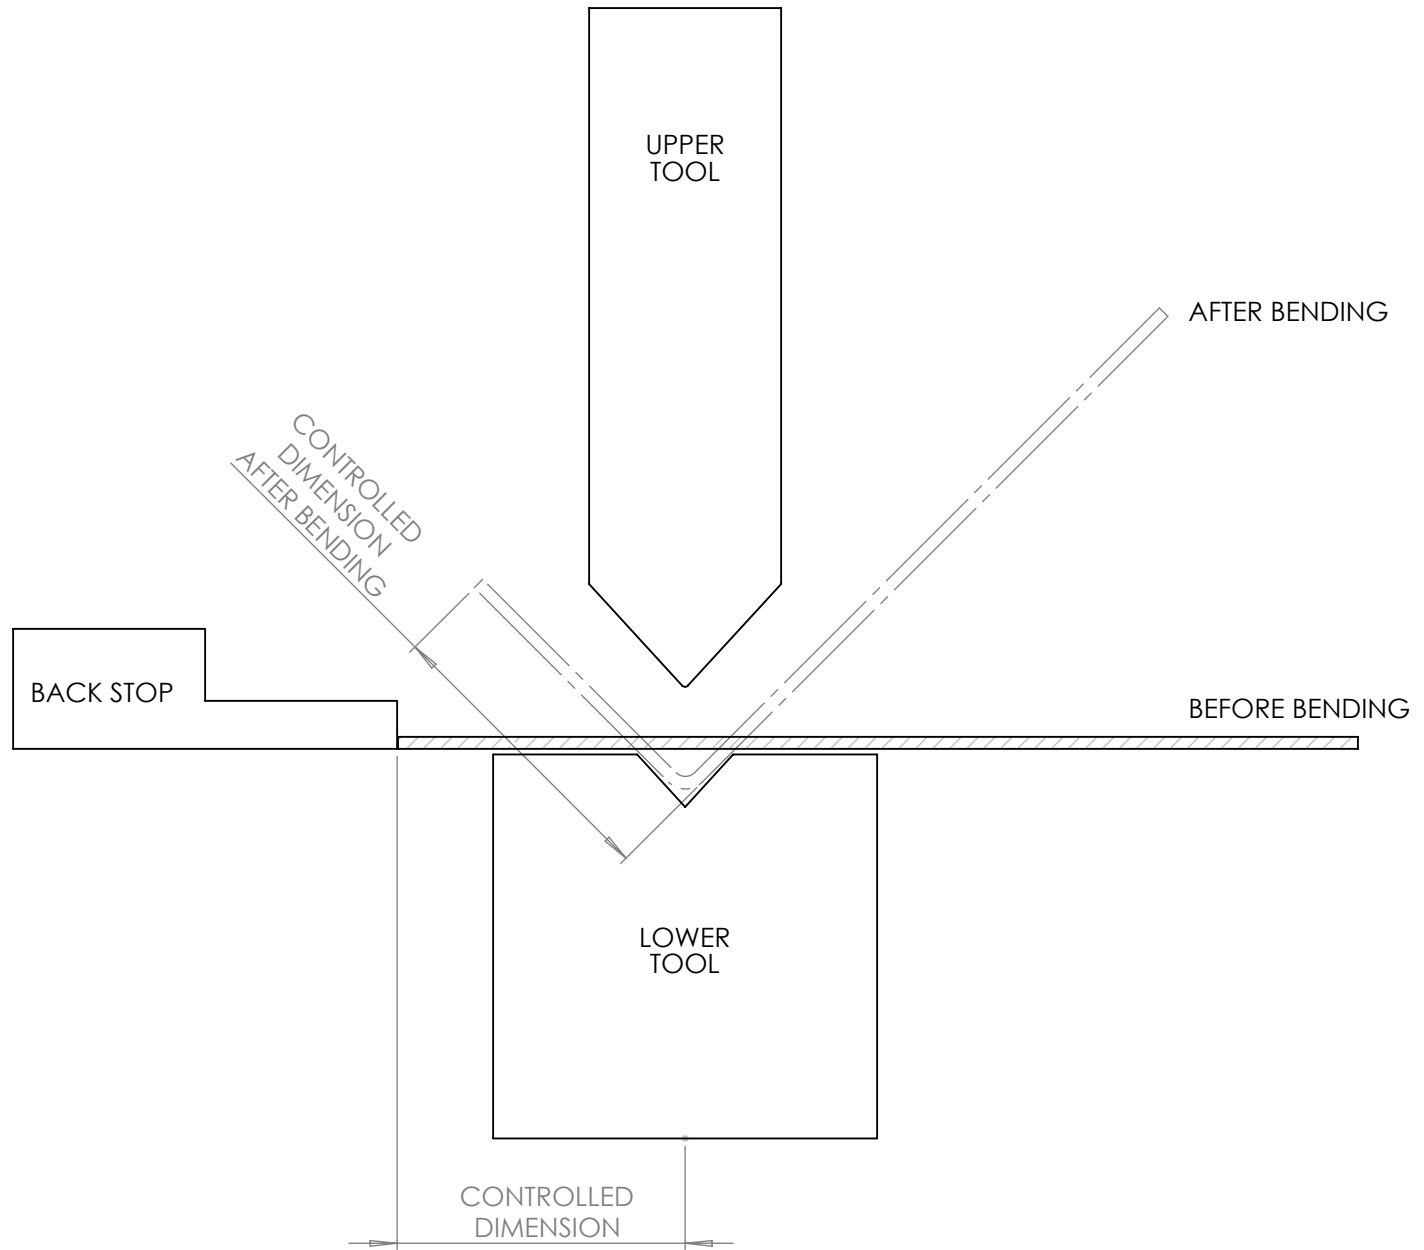 UPPER
TOOL
AFTER BENDING
CONTROLLED
DIMENSION
AFTER BENDING
BACK STOP
BEFORE BENDING
LOWER
TOOL
CONTROLLED
DIMENSION